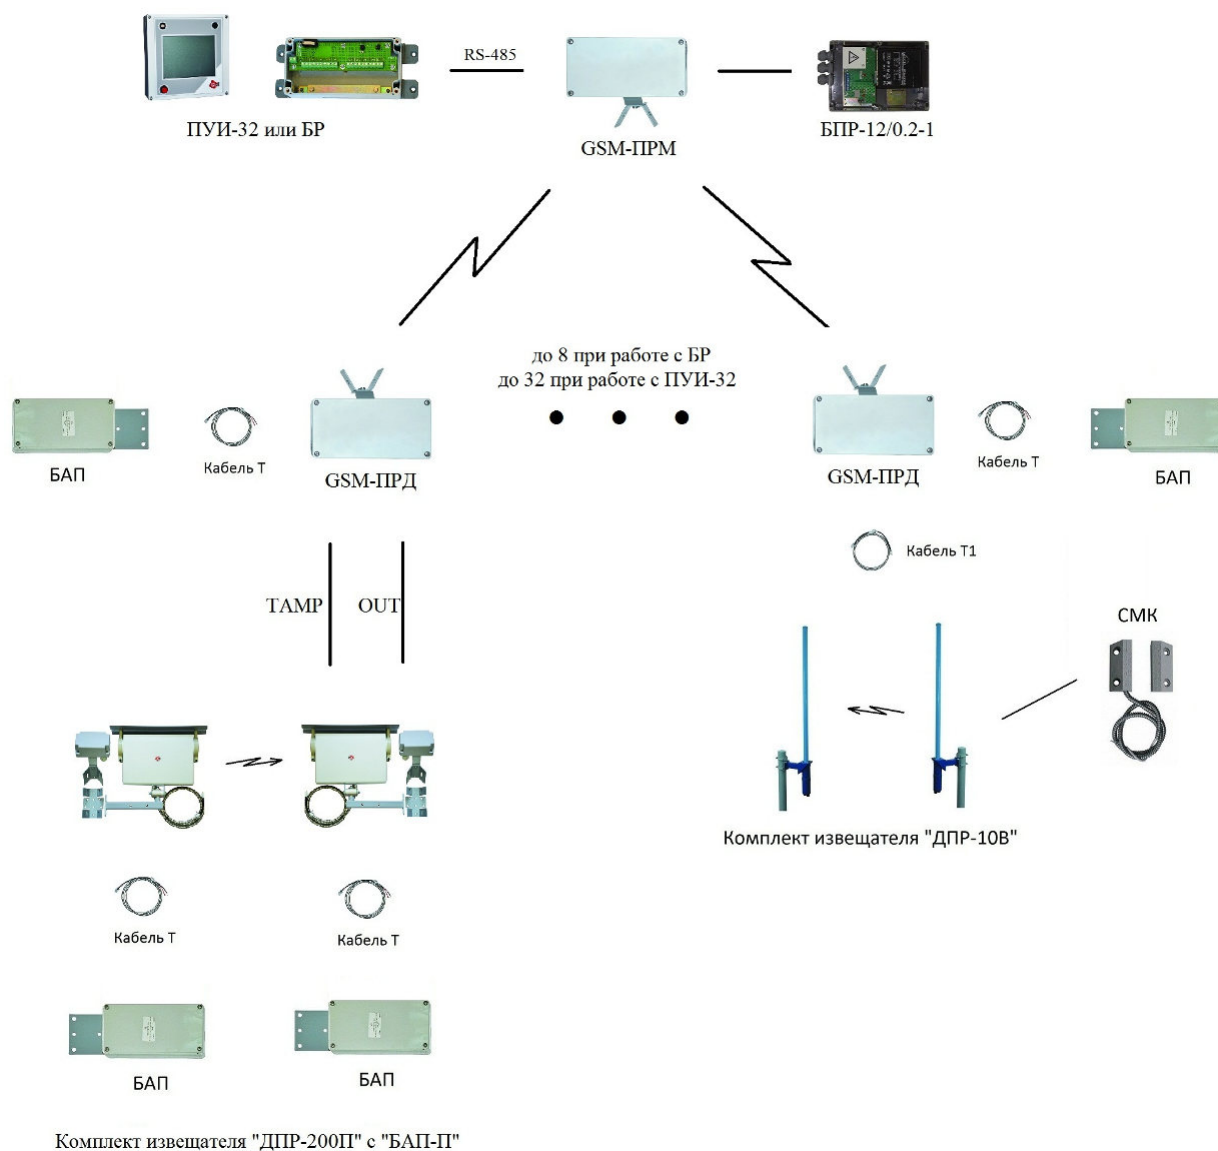 RS-485
ПУИ-32 или БР
GSM-ПРМ
БПР-12/0.2-1
до 8 при работе с БР
до 32 при работе с ПУИ-32
БАП
Кабель Т
GSM-ПРД
GSM-ПРД
Кабель Т
БАП
Кабель Т1
TAMP
OUT
СМК
Комплект извещателя "ДПР-10В"
Кабель Т
Кабель Т
БАП
БАП
Комплект извещателя "ДПР-200П" с "БАП-П"